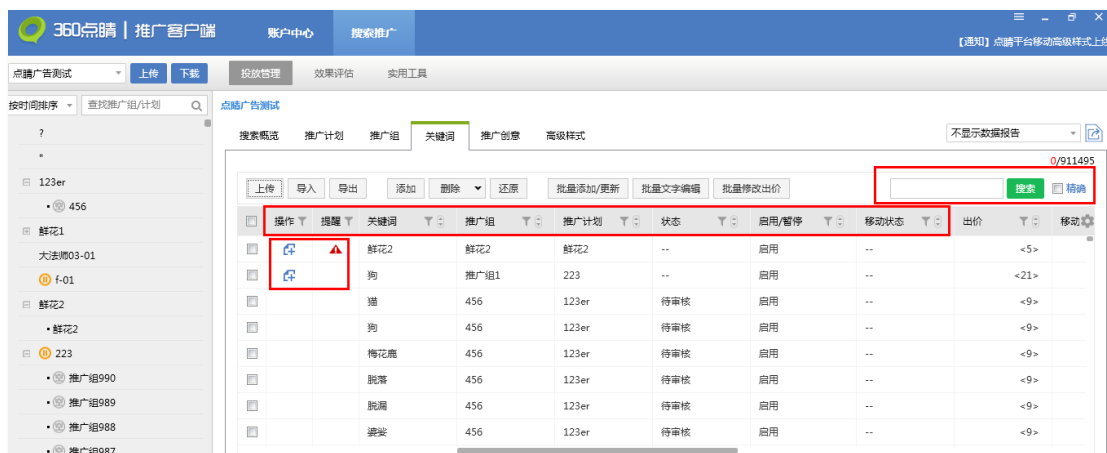 360点睛 | 推广客户端
账户中心 搜索推广
【通知】点睛平台移动高级样式上线
点睛广告测试 上传 下载 投放管理 效果评估 实用工具
按时间排序 查找推广组/计划
点睛广告测试
搜索概览 推广计划 推广组 关键词 推广创意 高级样式 不显示数据报告
0/911495
上传 导入 导出 添加 删除 还原 批量添加/更新 批量文字编辑 批量修改出价 搜索 精确
操作 提醒 关键词 推广组 推广计划 状态 启用/暂停 移动状态 出价 移动
鲜花2 鲜花2 鲜花2 -- 启用 -- <5>
狗 推广组1 223 -- 启用 -- <21>
猫 456 123er 待审核 启用 -- <9>
狗 456 123er 待审核 启用 -- <9>
梅花鹿 456 123er 待审核 启用 -- <9>
脱落 456 123er 待审核 启用 -- <9>
脱漏 456 123er 待审核 启用 -- <9>
婆娑 456 123er 待审核 启用 -- <9>
?
*
123er
456
鲜花1
大法师03-01
f-01
鲜花2
鲜花2
223
推广组990
推广组989
推广组988
推广组987